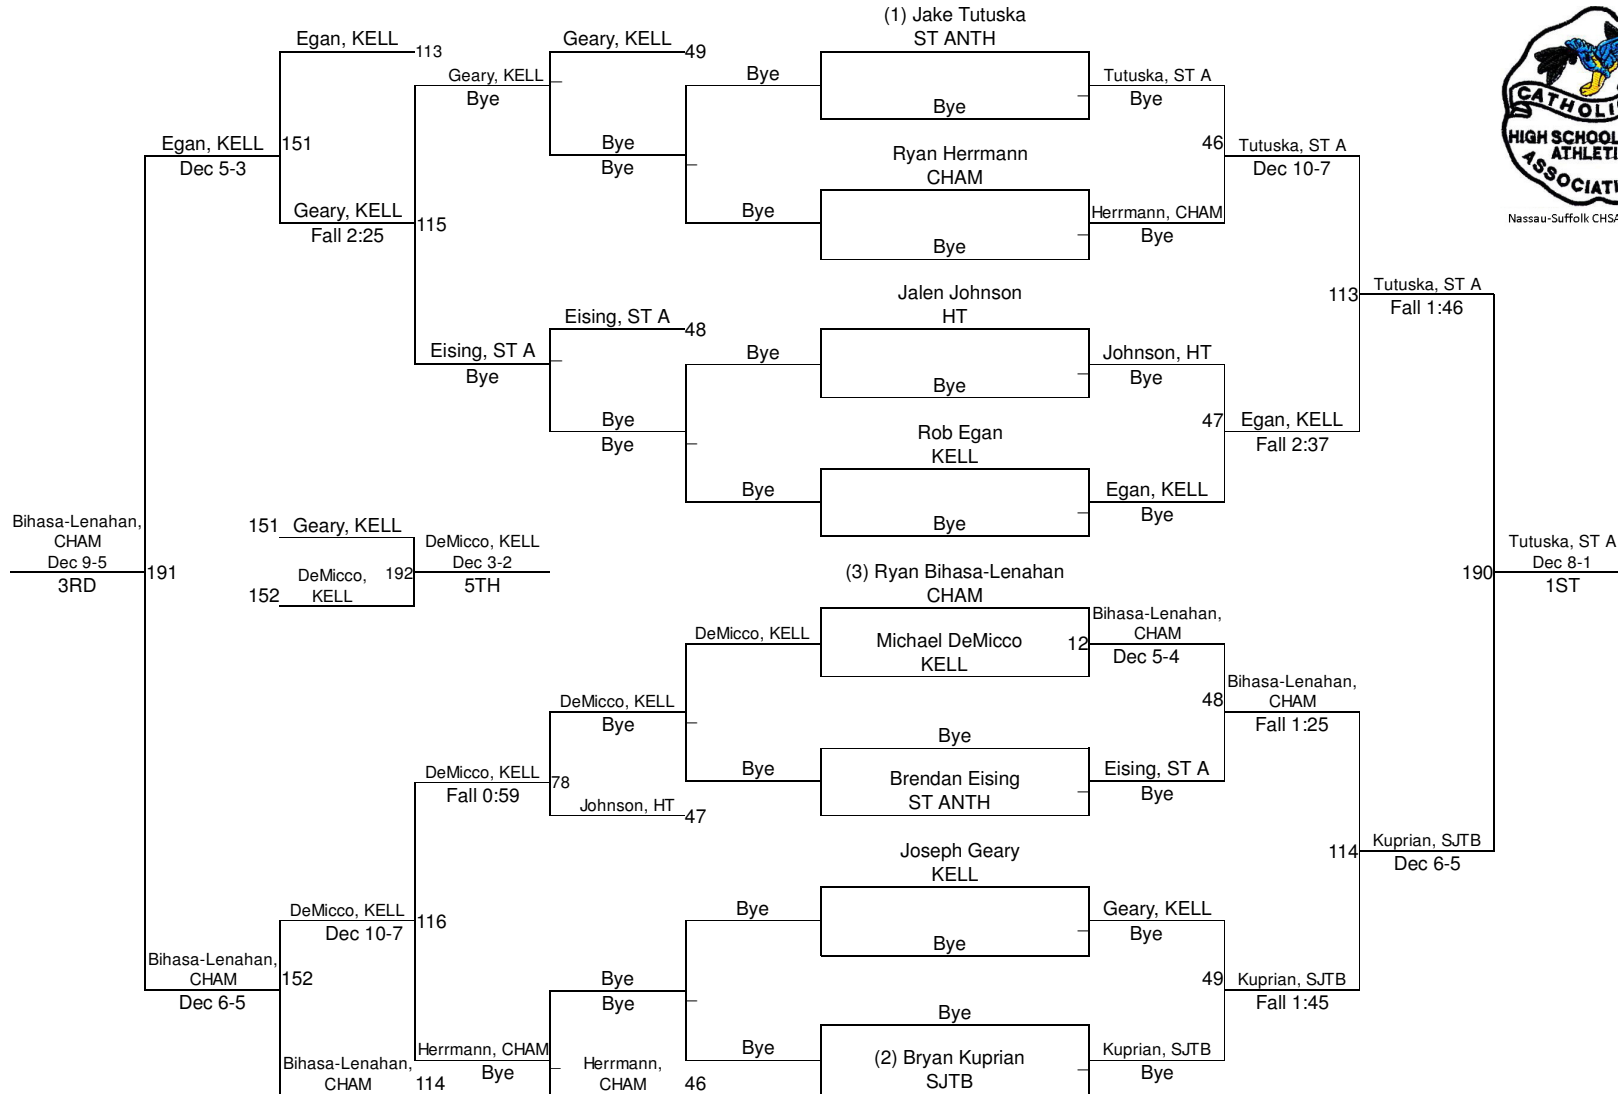 (1) Jake Tutuska
ST ANTH
Egan, KELL
113
Geary, KELL
49
Geary, KELL
Bye
Bye
Bye
Tutuska, ST A
Bye
CATHOLI
HIGH SCHOOL
ATHLETI
ASSOCIAT
Nassau-Suffolk CHSA
Egan, KELL
Dec 5-3
151
Bye
Bye
Ryan Herrmann
CHAM
46
Tutuska, ST A
Dec 10-7
Geary, KELL
Fall 2:25
115
Bye
Bye
Herrmann, CHAM
Bye
Jalen Johnson
HT
113
Tutuska, ST A
Fall 1:46
Eising, ST A
48
Eising, ST A
Bye
Bye
Bye
Johnson, HT
Bye
Bye
Bye
Rob Egan
KELL
47
Egan, KELL
Fall 2:37
Bye
Bye
Egan, KELL
Bye
Bihasa-Lenahan,
CHAM
Dec 9-5
3RD
191
151
Geary, KELL
DeMicco,
KELL
152
192
DeMicco, KELL
Dec 3-2
5TH
190
Tutuska, ST A
Dec 8-1
1ST
(3) Ryan Bihasa-Lenahan
CHAM
DeMicco, KELL
Michael DeMicco
KELL
12
Bihasa-Lenahan,
CHAM
Dec 5-4
DeMicco, KELL
Bye
48
Bihasa-Lenahan,
CHAM
Fall 1:25
Bye
DeMicco, KELL
Fall 0:59
78
Bye
Brendan Eising
ST ANTH
Eising, ST A
Bye
Johnson, HT
47
Joseph Geary
KELL
114
Kuprian, SJTB
Dec 6-5
DeMicco, KELL
Dec 10-7
116
Bye
Bye
Geary, KELL
Bye
Bihasa-Lenahan,
CHAM
Dec 6-5
152
Bye
Bye
49
Kuprian, SJTB
Fall 1:45
Bye
Herrmann, CHAM
Bye
Bye
(2) Bryan Kuprian
SJTB
Kuprian, SJTB
Bye
Bihasa-Lenahan,
CHAM
114
Herrmann,
CHAM
46